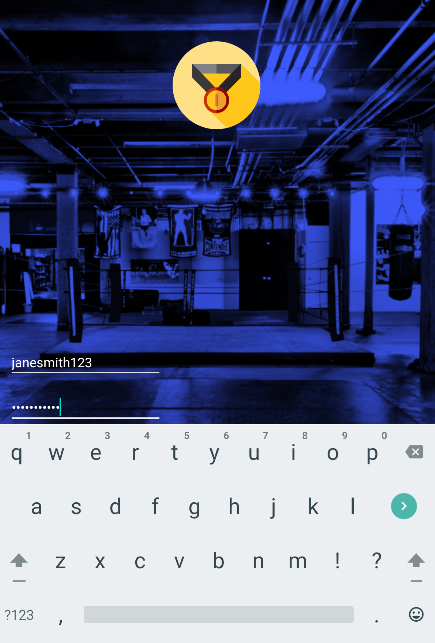 janesmith123
•••••••••••
1 2 3 4 5 6 7 8 9 0
q w e r t y u i o p
a s d f g h j k l
z x c v b n m ! ?
?123 , .